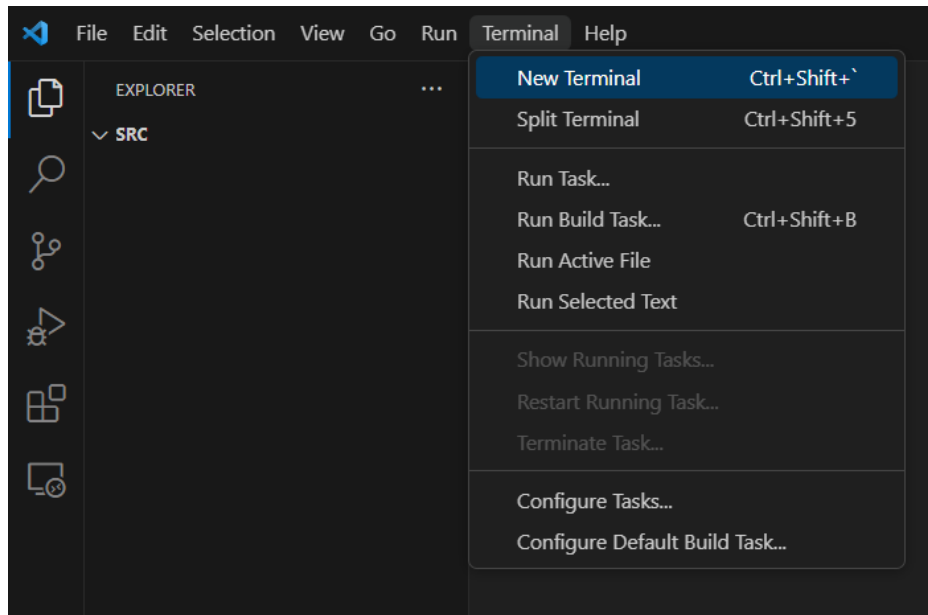 File Edit Selection View Go Run Terminal Help
EXPLORER ...
SRC
New Terminal Ctrl+Shift+`
Split Terminal Ctrl+Shift+5
Run Task...
Run Build Task... Ctrl+Shift+B
Run Active File
Run Selected Text
Show Running Tasks...
Restart Running Task...
Terminate Task...
Configure Tasks...
Configure Default Build Task...